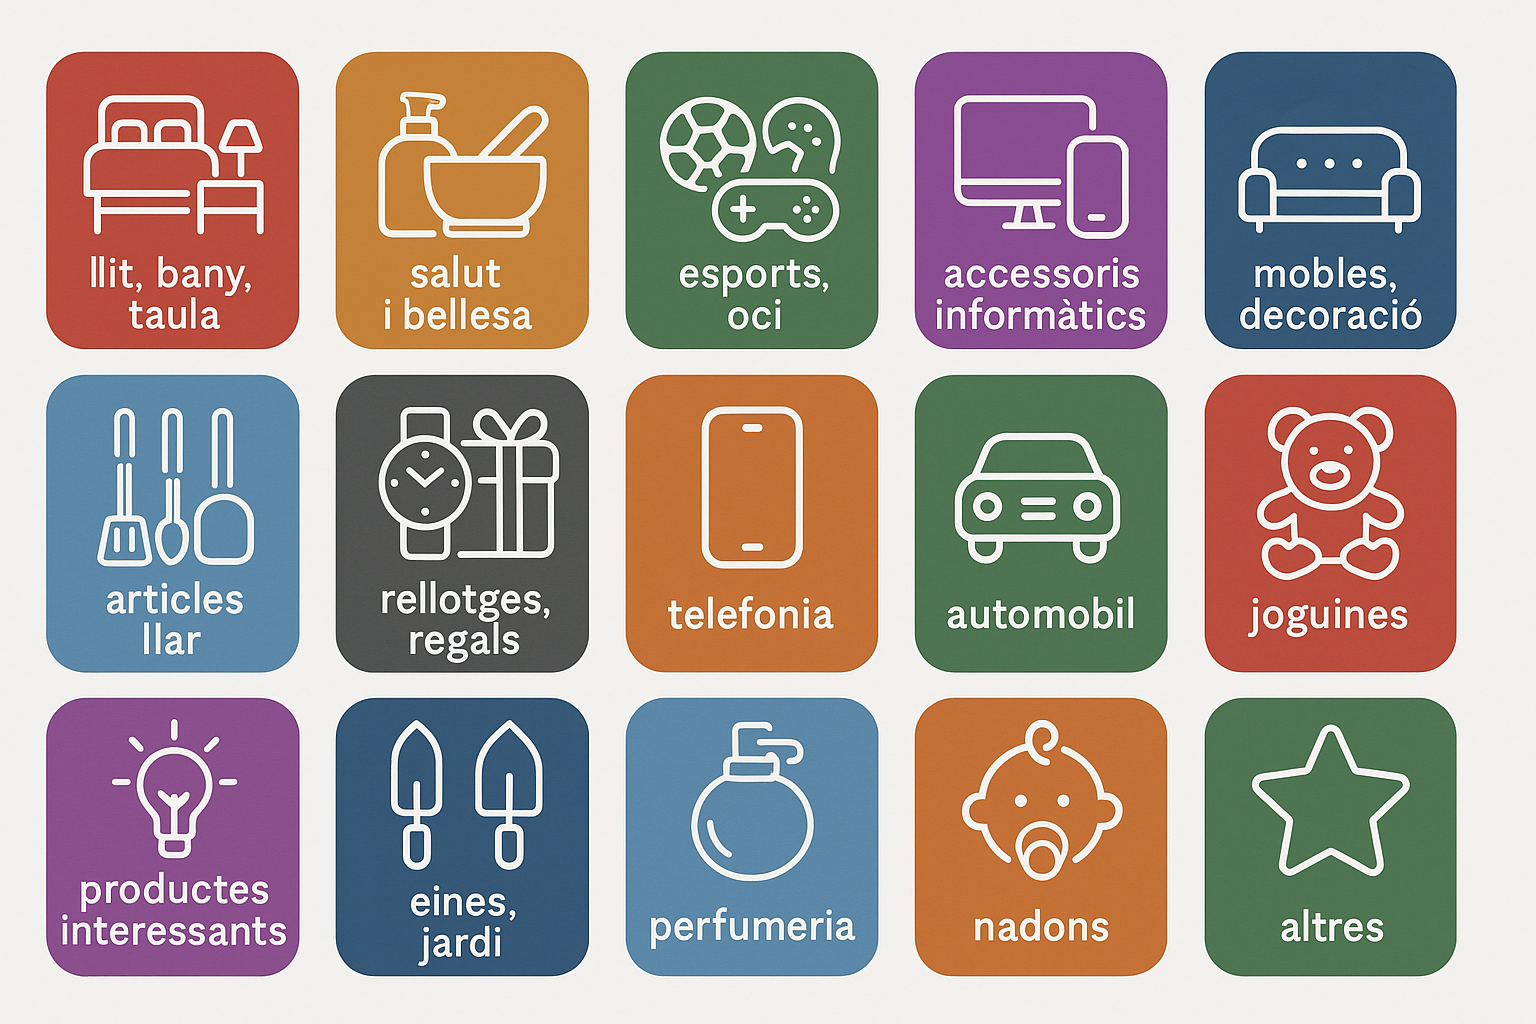 llit, bany,
taula
salut
i bellesa
esports,
oci
accessoris
informàtics
mobles,
decoració
articles
llar
rellotges,
regals
telefonia
automobil
joguines
productes
interessants
eines,
jardi
perfumeria
nadons
altres